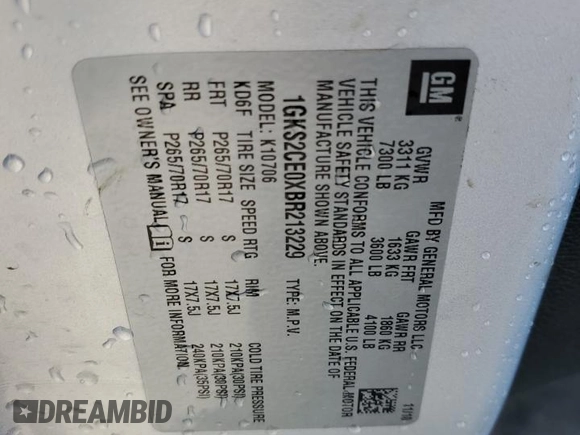 GM
MFD BY GENERAL MOTORS LLC
11/10
GVWR GAWR FRT GAWR RR
3311 KG 1633 KG 1860 KG
7300 LB 3600 LB 4100 LB
THIS VEHICLE CONFORMS TO ALL APPLICABLE U.S. FEDERAL MOTOR
VEHICLE SAFETY STANDARDS IN EFFECT ON THE DATE OF
MANUFACTURE SHOWN ABOVE.
1GKS2CE0XBR213229 TYPE: M.P.V.
MODEL: K10706
KD6F TIRE SIZE SPEED RTG RIM COLD TIRE PRESSURE
FRT P265/70R17 S 17X7.5J 210KPA(30PSI)
RR P265/70R17 S 17X7.5J 210KPA(30PSI)
SPA P265/70R17 S 17X7.5J 240KPA(35PSI)
SEE OWNER'S MANUAL FOR MORE INFORMATION.
DREAMBID